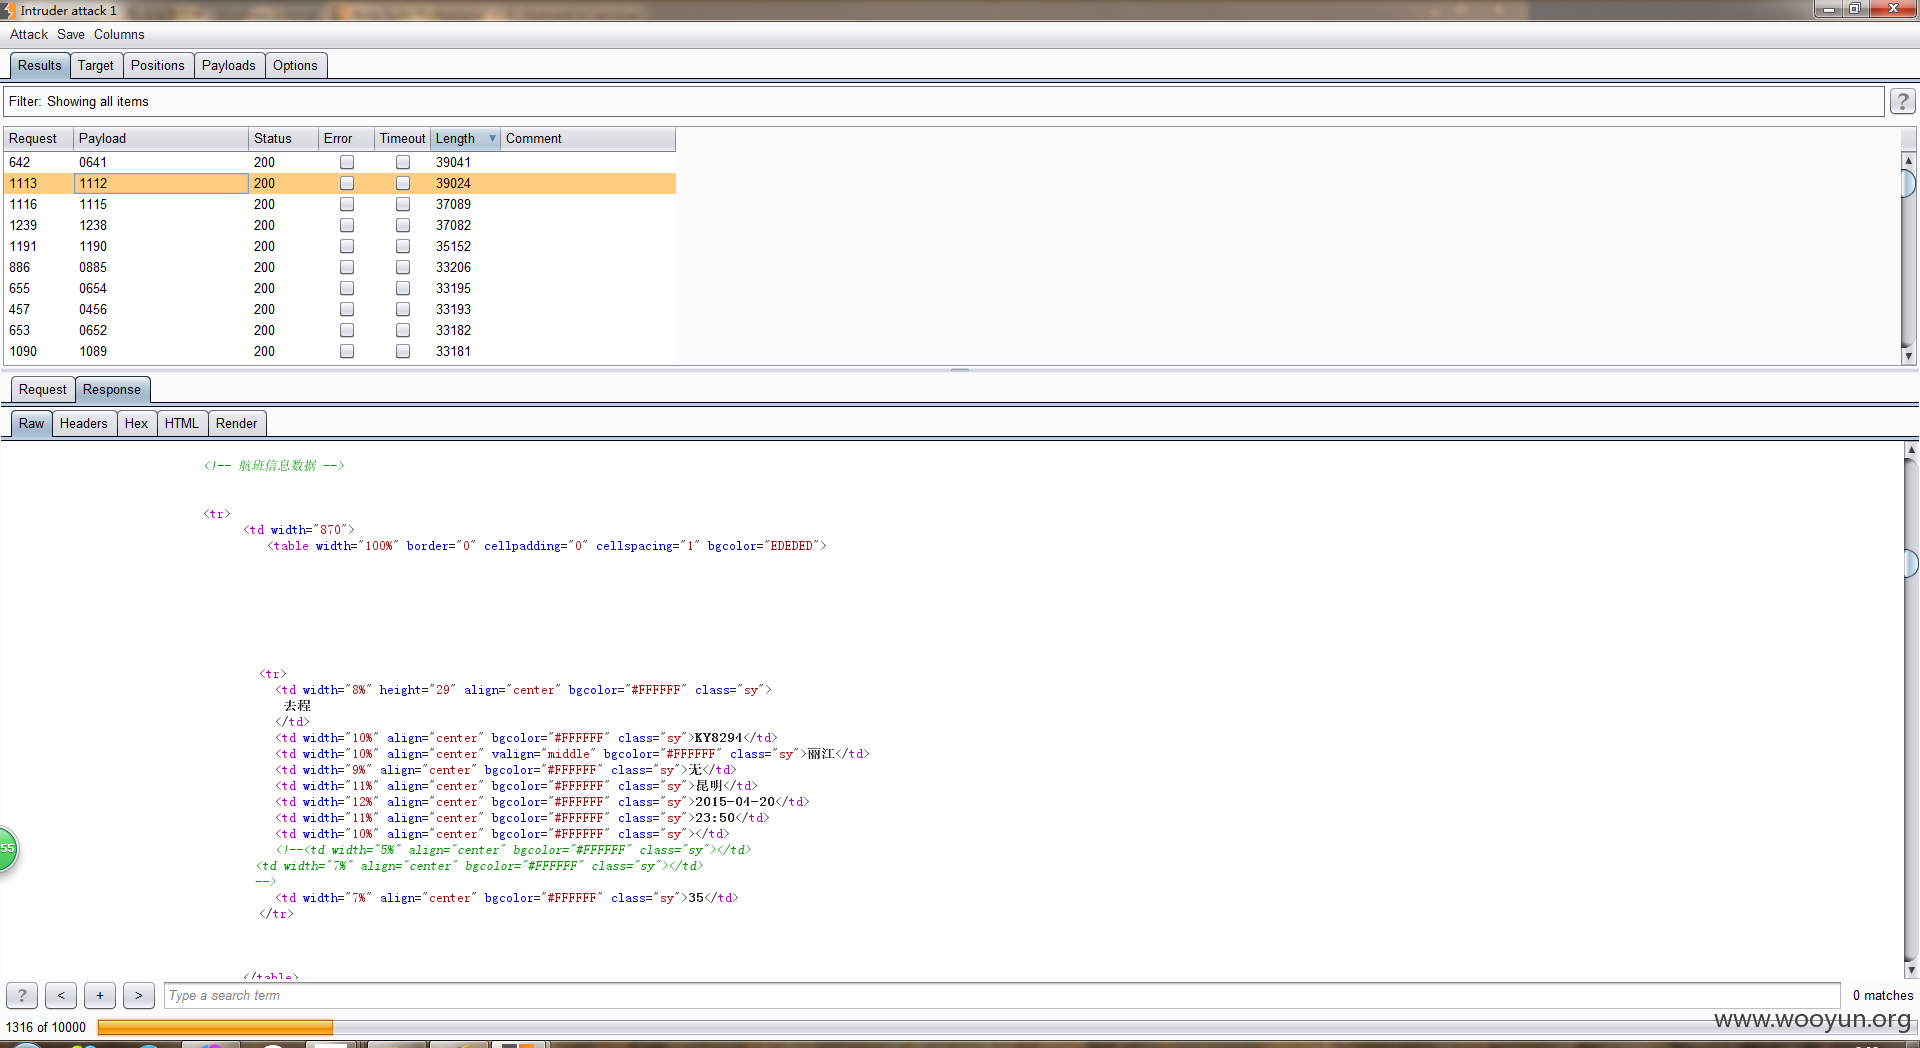 Intruder attack 1
Attack Save Columns
Results Target Positions Payloads Options
Filter: Showing all items
?
Request Payload Status Error Timeout Length Comment
642 0641 200 39041
1113 1112 200 39024
1116 1115 200 37089
1239 1238 200 37082
1191 1190 200 35152
886 0885 200 33206
655 0654 200 33195
457 0456 200 33193
653 0652 200 33182
1090 1089 200 33181
Request Response
Raw Headers Hex HTML Render
<!-- 航班信息数据 -->
<tr>
<td width="870">
<table width="100%" border="0" cellpadding="0" cellspacing="1" bgcolor="EDEDED">
<tr>
<td width="8%" height="29" align="center" bgcolor="#FFFFFF" class="sy">
去程
</td>
<td width="10%" align="center" bgcolor="#FFFFFF" class="sy">KY8294</td>
<td width="10%" align="center" valign="middle" bgcolor="#FFFFFF" class="sy">丽江</td>
<td width="9%" align="center" bgcolor="#FFFFFF" class="sy">无</td>
<td width="11%" align="center" bgcolor="#FFFFFF" class="sy">昆明</td>
<td width="12%" align="center" bgcolor="#FFFFFF" class="sy">2015-04-20</td>
<td width="11%" align="center" bgcolor="#FFFFFF" class="sy">23:50</td>
<td width="10%" align="center" bgcolor="#FFFFFF" class="sy"></td>
<!--<td width="5%" align="center" bgcolor="#FFFFFF" class="sy"></td>
<td width="7%" align="center" bgcolor="#FFFFFF" class="sy"></td>
-->
<td width="7%" align="center" bgcolor="#FFFFFF" class="sy">35</td>
</tr>
</table>
55
? < + > Type a search term 0 matches
1316 of 10000
www.wooyun.org